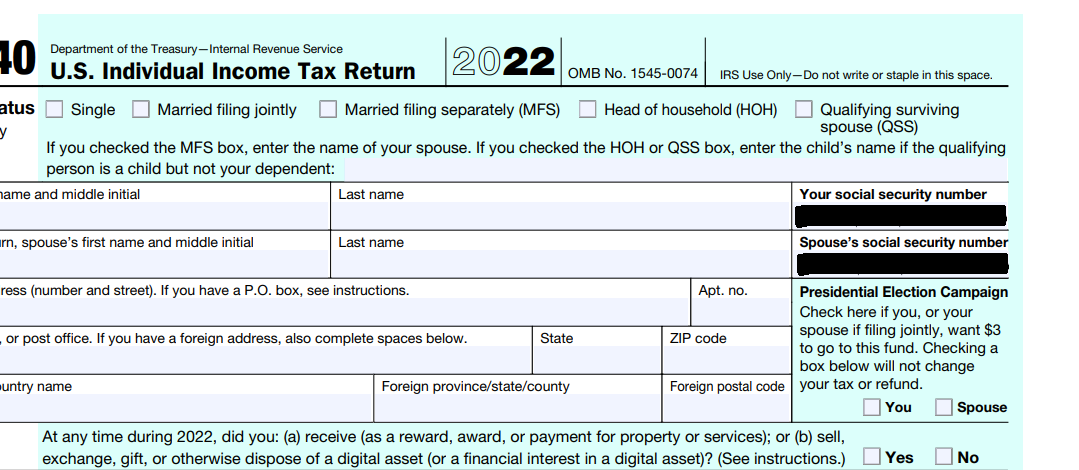 40 Department of the Treasury—Internal Revenue Service
U.S. Individual Income Tax Return 2022 OMB No. 1545-0074 IRS Use Only—Do not write or staple in this space.
atus Single Married filing jointly Married filing separately (MFS) Head of household (HOH) Qualifying surviving
spouse (QSS)
y
If you checked the MFS box, enter the name of your spouse. If you checked the HOH or QSS box, enter the child's name if the qualifying
person is a child but not your dependent:
name and middle initial Last name Your social security number
urn, spouse's first name and middle initial Last name Spouse's social security number
ress (number and street). If you have a P.O. box, see instructions. Apt. no.
, or post office. If you have a foreign address, also complete spaces below. State ZIP code
ountry name Foreign province/state/county Foreign postal code
Presidential Election Campaign
Check here if you, or your
spouse if filing jointly, want $3
to go to this fund. Checking a
box below will not change
your tax or refund.
You Spouse
At any time during 2022, did you: (a) receive (as a reward, award, or payment for property or services); or (b) sell,
exchange, gift, or otherwise dispose of a digital asset (or a financial interest in a digital asset)? (See instructions.) Yes No